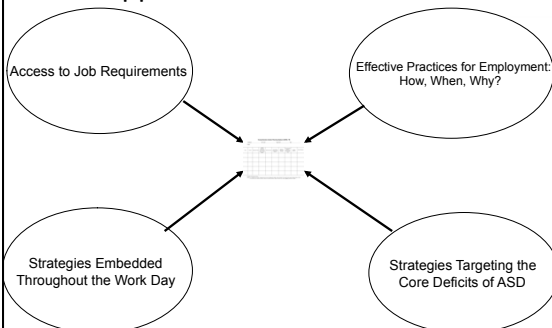 Access to Job Requirements
Effective Practices for Employment:
How, When, Why?
Strategies Embedded
Throughout the Work Day
Strategies Targeting the
Core Deficits of ASD